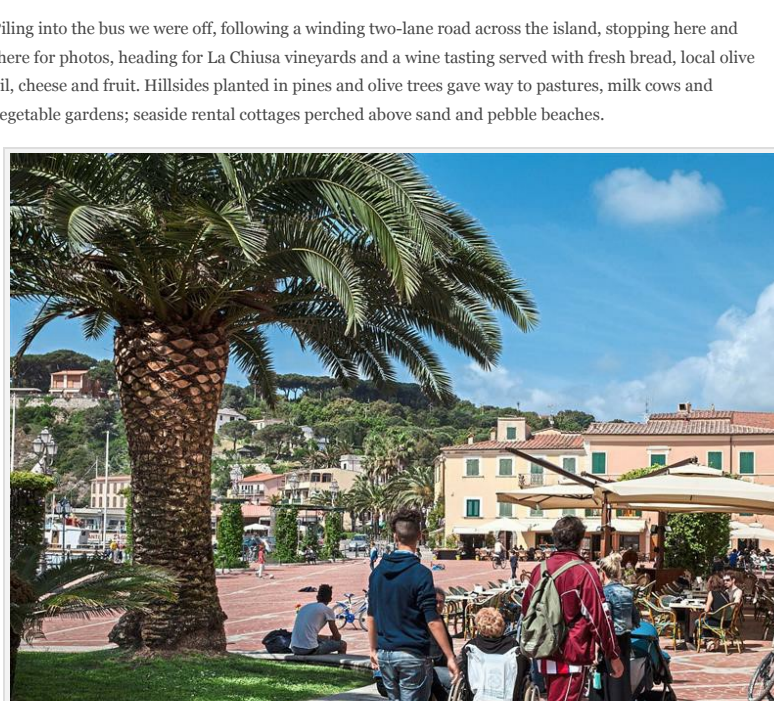 iling into the bus we were off, following a winding two-lane road across the island, stopping here and
here for photos, heading for La Chiusa vineyards and a wine tasting served with fresh bread, local olive
il, cheese and fruit. Hillsides planted in pines and olive trees gave way to pastures, milk cows and
egetable gardens; seaside rental cottages perched above sand and pebble beaches.